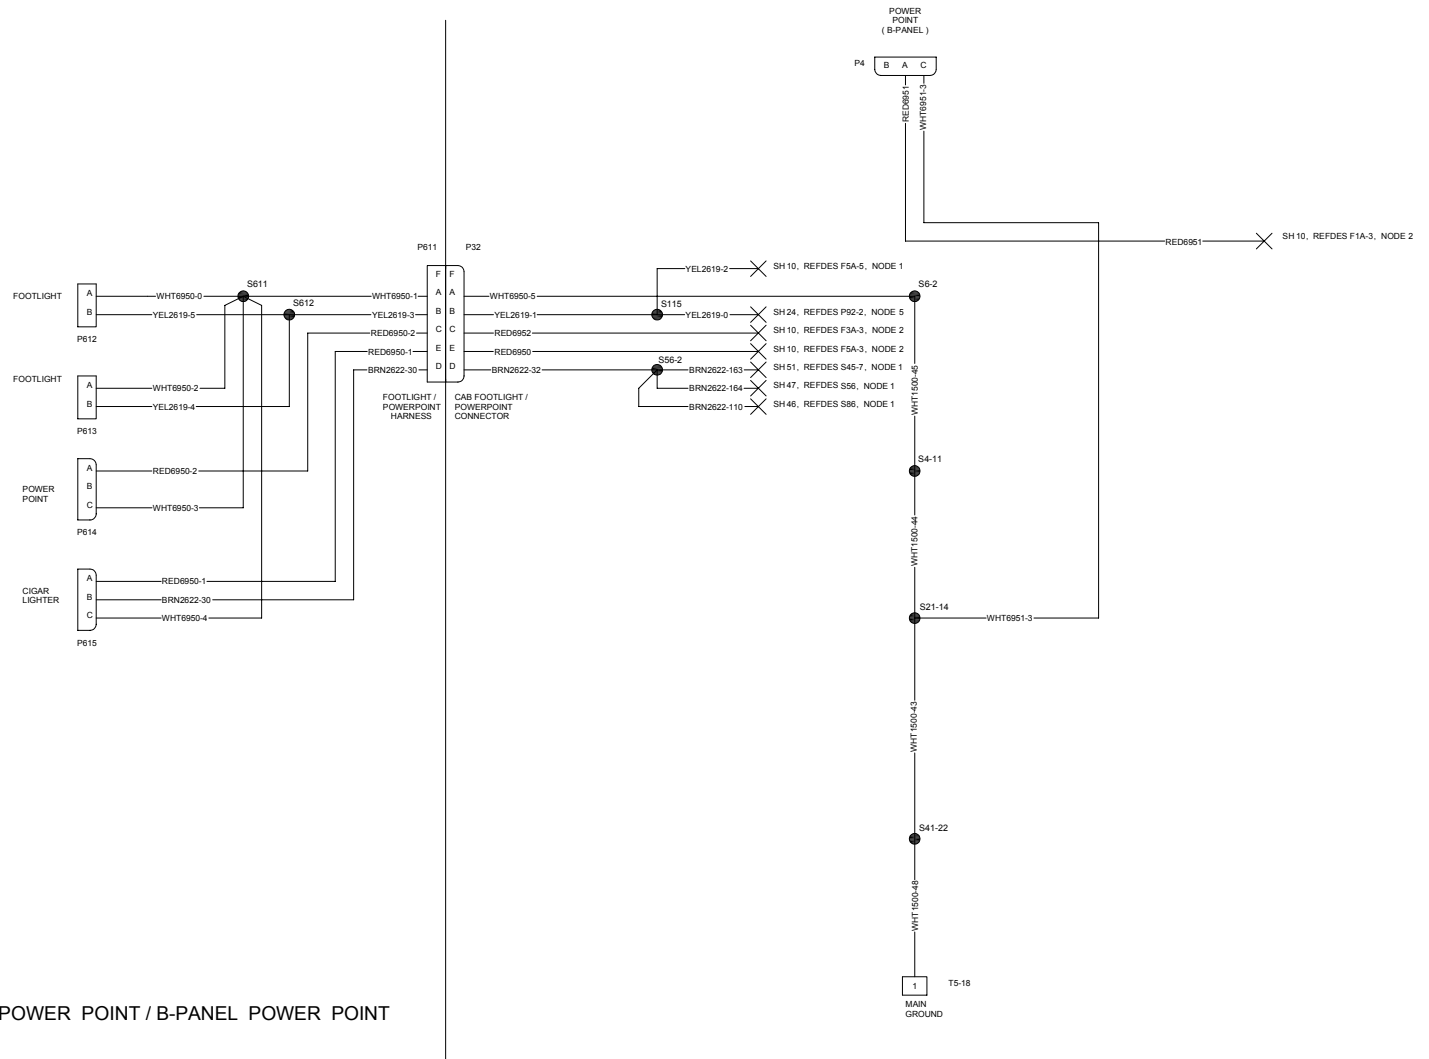 POWER
POINT
( B-PANEL )
P4
B A C
RED6951
WHT6951-3
RED6951
SH 10, REFDES F1A-3, NODE 2
P611
P32
F F
A A
B B
C C
E E
D D
FOOTLIGHT /
POWERPOINT
HARNESS
CAB FOOTLIGHT /
POWERPOINT
CONNECTOR
FOOTLIGHT
A
B
P612
WHT6950-0
YEL2619-5
S611
S612
WHT6950-1
YEL2619-3
RED6950-2
RED6950-1
BRN2622-30
FOOTLIGHT
A
B
P613
WHT6950-2
YEL2619-4
POWER
POINT
A
B
C
P614
RED6950-2
WHT6950-3
CIGAR
LIGHTER
A
B
C
P615
RED6950-1
BRN2622-30
WHT6950-4
YEL2619-2
SH 10, REFDES F5A-5, NODE 1
WHT6950-5
S6-2
YEL2619-1
S115
YEL2619-0
SH 24, REFDES P92-2, NODE 5
RED6952
SH 10, REFDES F3A-3, NODE 2
RED6950
SH 10, REFDES F5A-3, NODE 2
BRN2622-32
S56-2
BRN2622-163
SH 51, REFDES S45-7, NODE 1
BRN2622-164
SH 47, REFDES S56, NODE 1
BRN2622-110
SH 46, REFDES S86, NODE 1
WHT1500-45
S4-11
WHT1500-44
S21-14
WHT6951-3
WHT1500-43
S41-22
WHT1500-48
1
T5-18
MAIN
GROUND
POWER POINT / B-PANEL POWER POINT